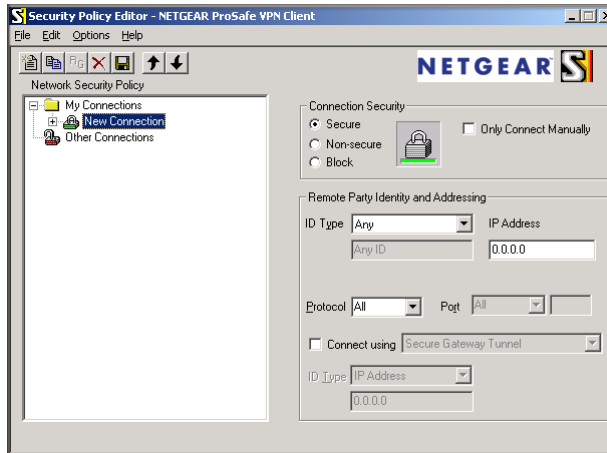 Security Policy Editor - NETGEAR ProSafe VPN Client
File Edit Options Help
NETGEAR S
Network Security Policy
My Connections
New Connection
Other Connections
Connection Security
Secure
Non-secure
Block
Only Connect Manually
Remote Party Identity and Addressing
ID Type Any IP Address
Any ID 0.0.0.0
Protocol All Port All
Connect using Secure Gateway Tunnel
ID Type IP Address
0.0.0.0